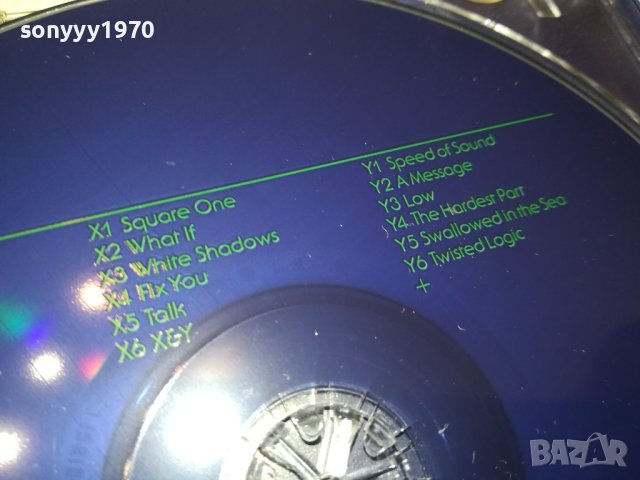 sonyyy1970
X1 Square One
X2 What If
X3 White Shadows
X4 Fix You
X5 Talk
X6 X&Y
Y1 Speed of Sound
Y2 A Message
Y3 Low
Y4 The Hardest Part
Y5 Swallowed in the Sea
Y6 Twisted Logic
+
BAZAR